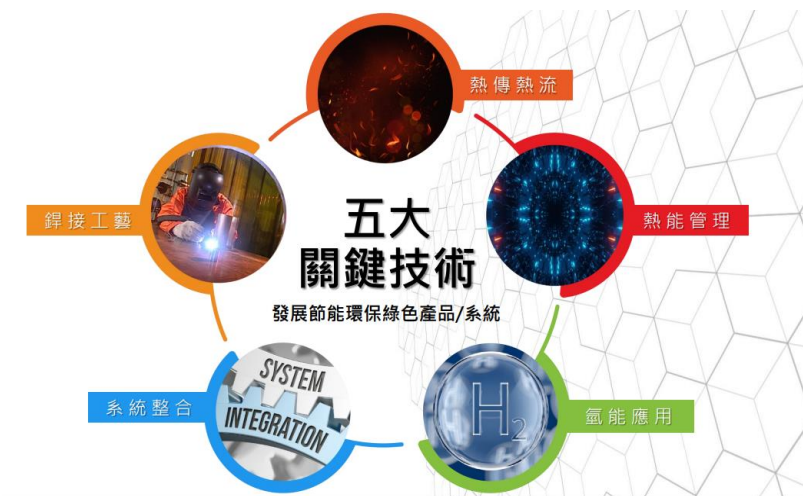 熱傳熱流
熱能管理
銲接工藝
五大
關鍵技術
發展節能環保綠色產品/系統
系統整合
SYSTEM
INTEGRATION
氫能應用
H2